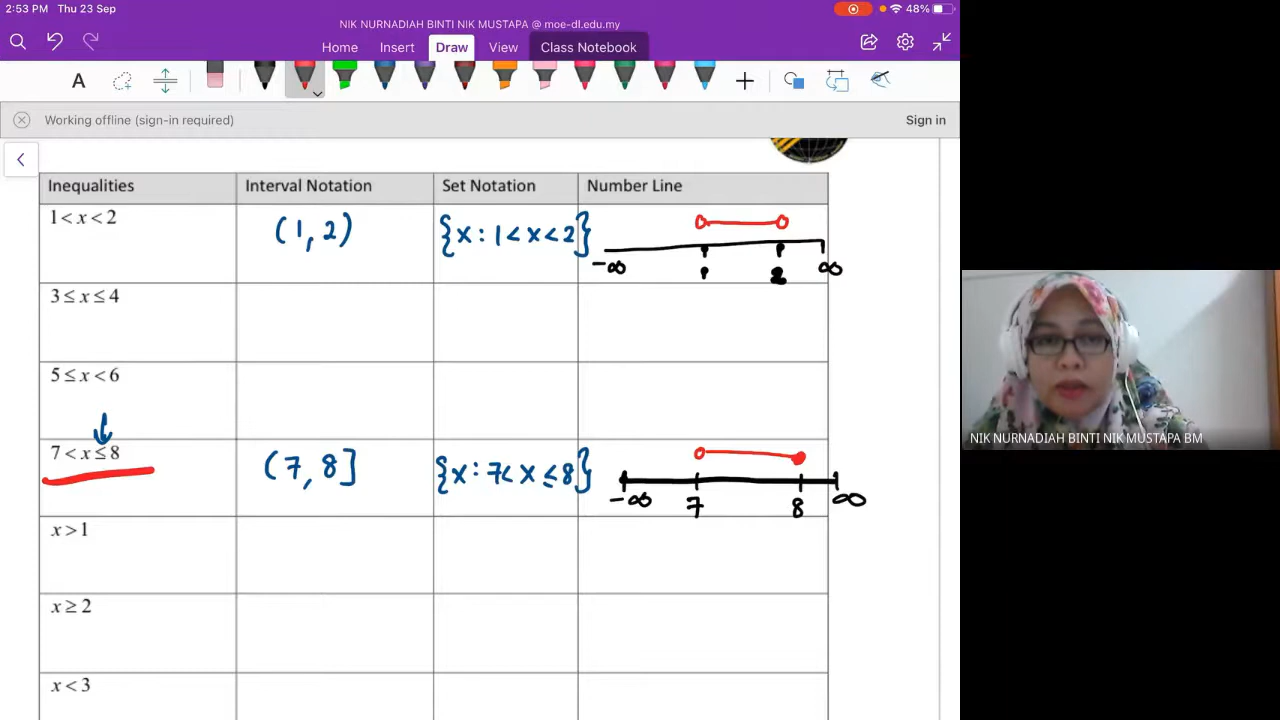 2:53 PM Thu 23 Sep
48%
NIK NURNADIAH BINTI NIK MUSTAPA @ moe-dl.edu.my
Home Insert Draw View Class Notebook
A
Working offline (sign-in required) Sign in
Inequalities Interval Notation Set Notation Number Line
1 < x < 2 (1, 2) {x : 1 < x < 2}
-∞ 1 2 ∞
3 ≤ x ≤ 4
5 ≤ x < 6
7 < x ≤ 8 (7, 8] {x : 7 < x ≤ 8}
-∞ 7 8 ∞
x > 1
x ≥ 2
x < 3
NIK NURNADIAH BINTI NIK MUSTAPA BM